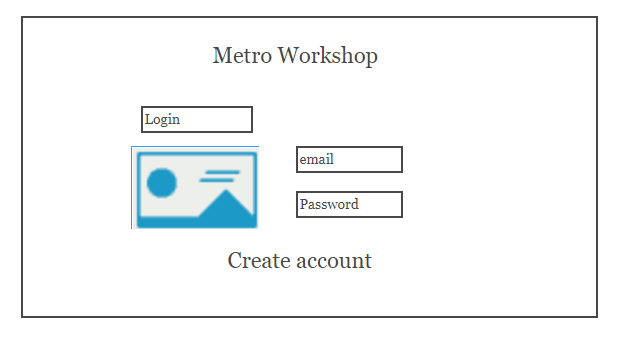 Metro Workshop
Login
email
Password
Create account